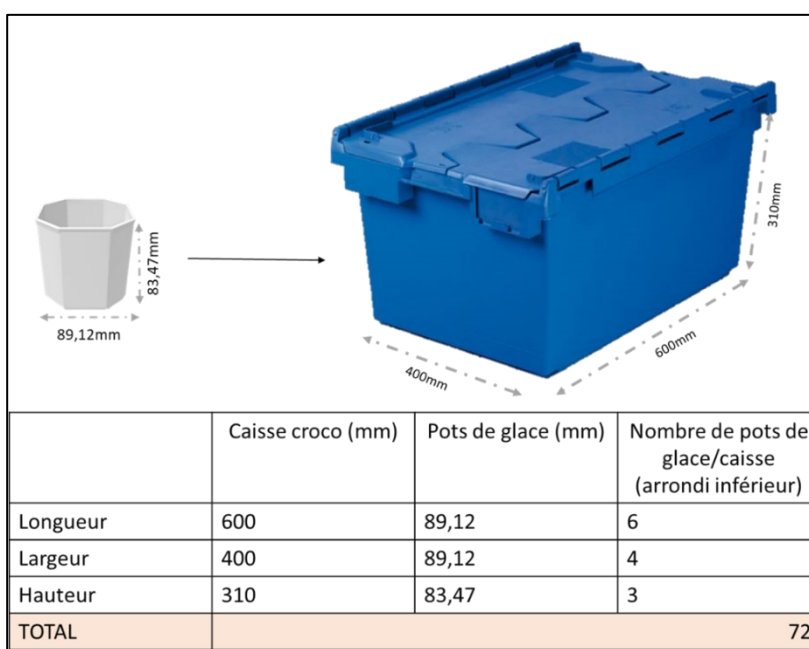 83,47mm
89,12mm
310mm
600mm
400mm
Caisse croco (mm) Pots de glace (mm) Nombre de pots de
glace/caisse
(arrondi inférieur)
Longueur 600 89,12 6
Largeur 400 89,12 4
Hauteur 310 83,47 3
TOTAL 72